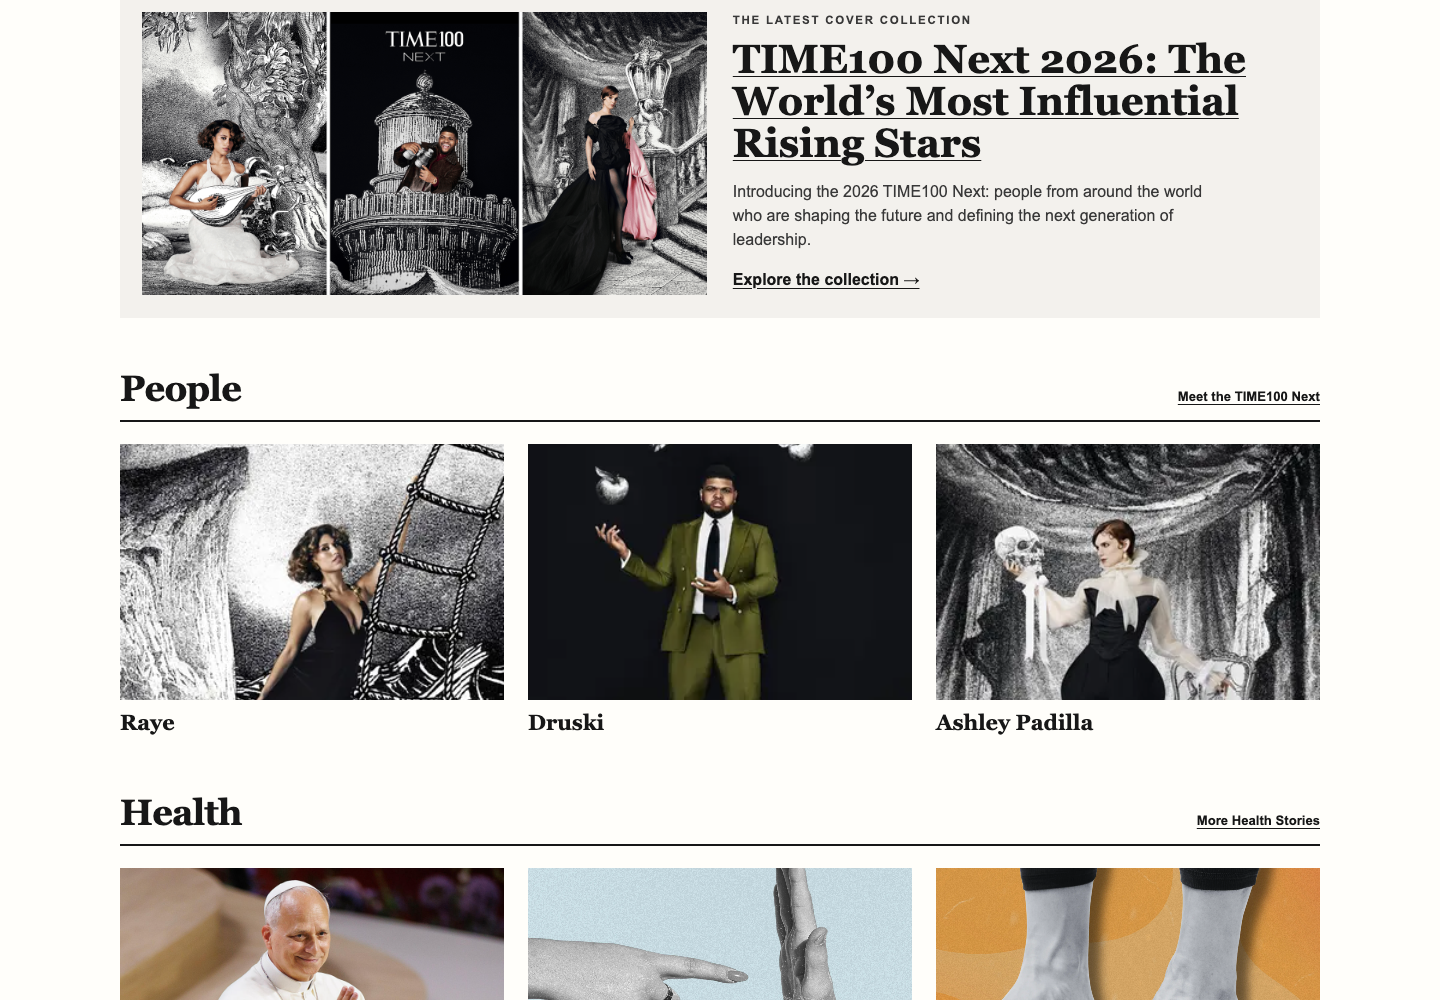 TIME100
NEXT
THE LATEST COVER COLLECTION
TIME100 Next 2026: The
World’s Most Influential
Rising Stars
Introducing the 2026 TIME100 Next: people from around the world
who are shaping the future and defining the next generation of
leadership.
Explore the collection →
People
Meet the TIME100 Next
Raye
Druski
Ashley Padilla
Health
More Health Stories